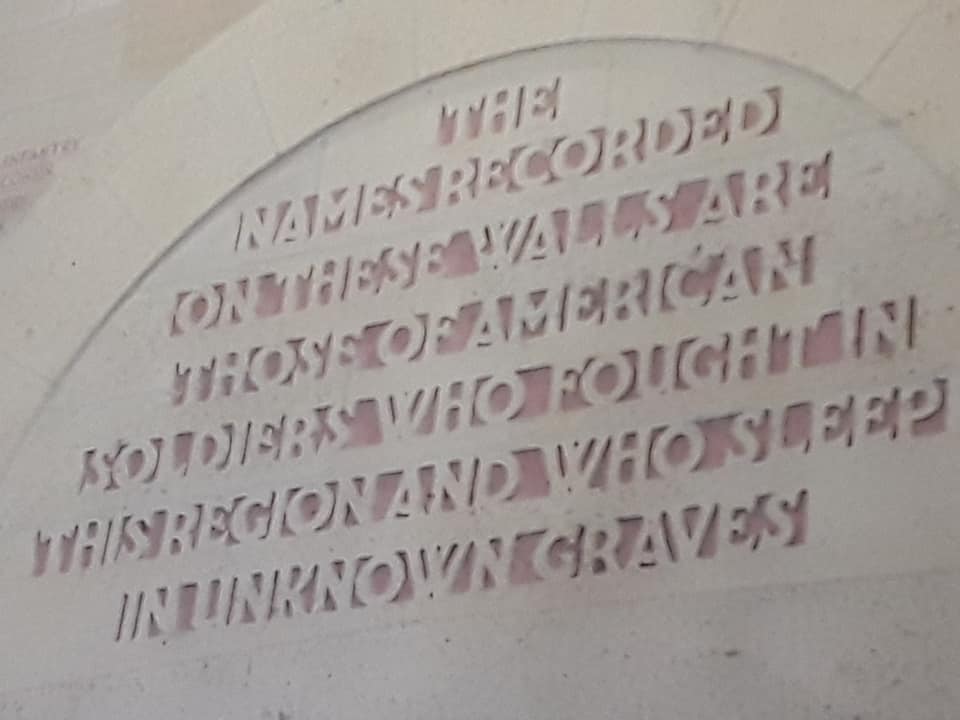 THE
NAMES RECORDED
ON THESE WALLS ARE
THOSE OF AMERICAN
SOLDIERS WHO FOUGHT IN
THIS REGION AND WHO SLEEP
IN UNKNOWN GRAVES
INFANTRY